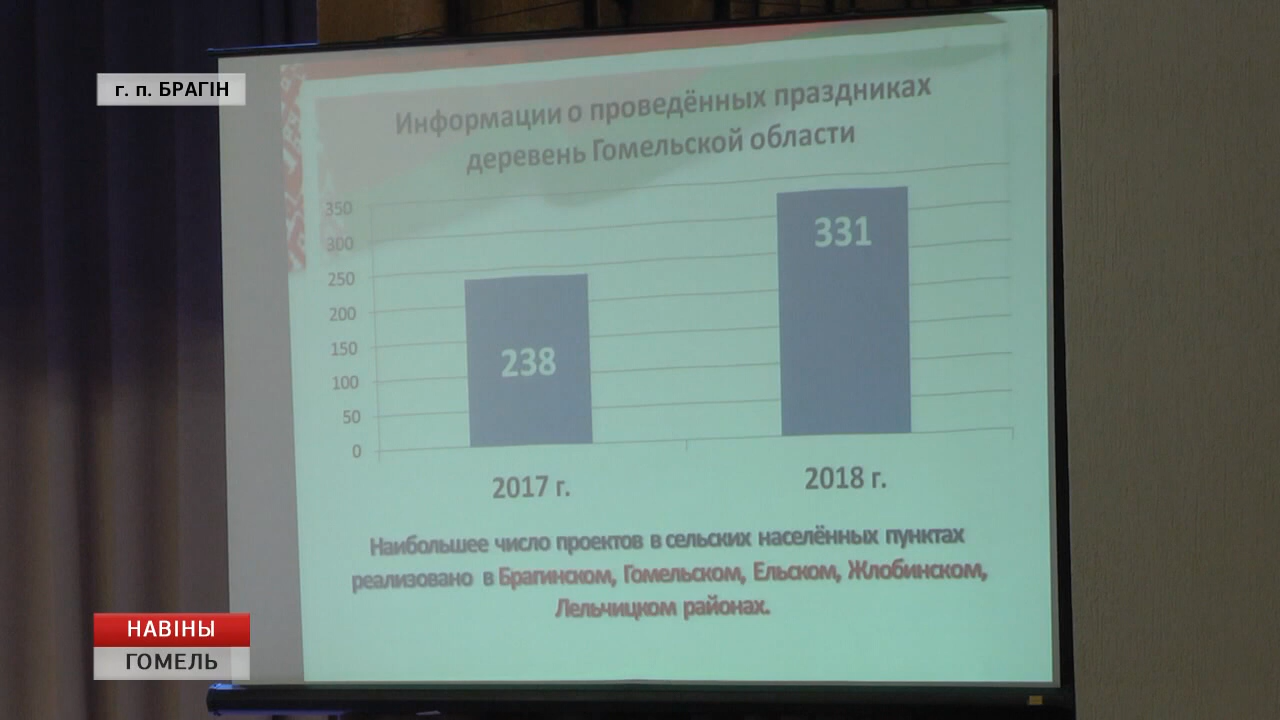 г. п. БРАГІН
Информации о проведённых праздниках
деревень Гомельской области
350
300
250
200
150
100
50
0
238
331
2017 г.
2018 г.
Наибольшее число проектов в сельских населённых пунктах
реализовано в Брагинском, Гомельском, Ельском, Жлобинском,
Лельчицком районах.
НАВІНЫ
ГОМЕЛЬ